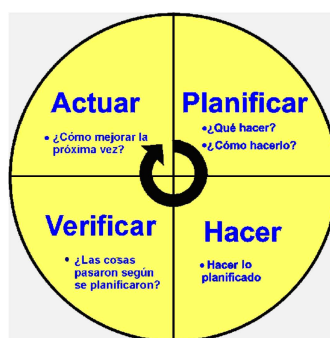 Actuar
• ¿Cómo mejorar la
próxima vez?
Planificar
•¿Qué hacer?
•¿Cómo hacerlo?
Verificar
• ¿Las cosas
pasaron según
se planificaron?
Hacer
• Hacer lo
planificado